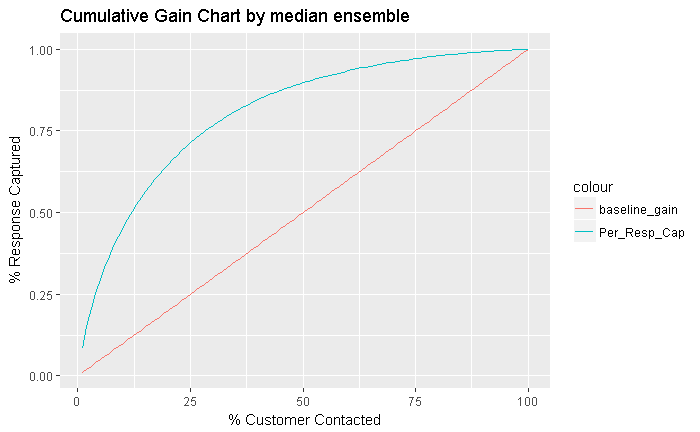 Cumulative Gain Chart by median ensemble
% Response Captured
1.00
0.75
0.50
0.25
0.00
0
25
50
75
100
% Customer Contacted
colour
baseline_gain
Per_Resp_Cap